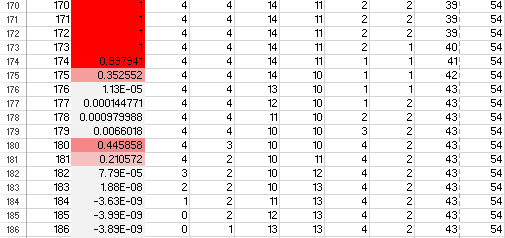 170 170 1 4 4 14 11 2 2 39 54
171 171 1 4 4 14 11 2 2 39 54
172 172 1 4 4 14 11 2 2 39 54
173 173 1 4 4 14 11 2 1 40 54
174 174 0.997941 4 4 14 11 1 1 41 54
175 175 0.352552 4 4 14 10 1 1 42 54
176 176 1.13E-05 4 4 13 10 1 1 43 54
177 177 0.000144771 4 4 12 10 1 2 43 54
178 178 0.000979988 4 4 11 10 2 2 43 54
179 179 0.0066018 4 4 10 10 3 2 43 54
180 180 0.445858 4 3 10 10 4 2 43 54
181 181 0.210572 4 2 10 11 4 2 43 54
182 182 7.79E-05 3 2 10 12 4 2 43 54
183 183 1.88E-08 2 2 10 13 4 2 43 54
184 184 -3.63E-09 1 2 11 13 4 2 43 54
185 185 -3.99E-09 0 2 12 13 4 2 43 54
186 186 -3.89E-09 0 1 13 13 4 2 43 54